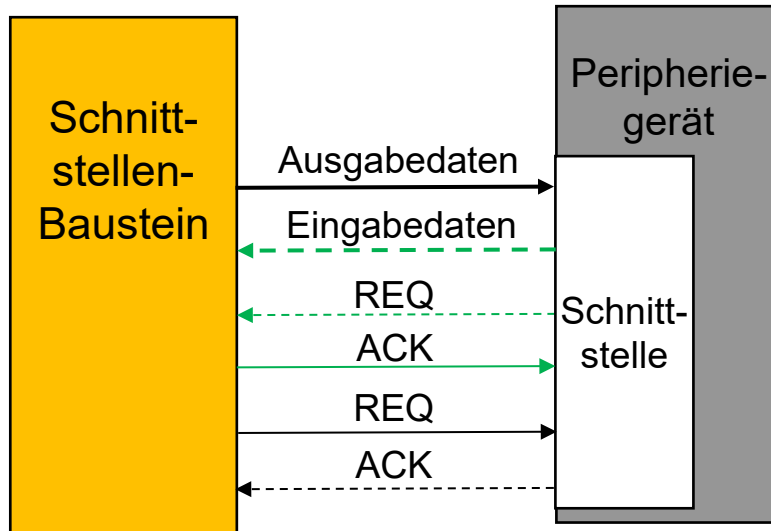 Schnitt-
stellen-
Baustein
Ausgabedaten
Eingabedaten
REQ
ACK
REQ
ACK
Peripherie-
gerät
Schnitt-
stelle